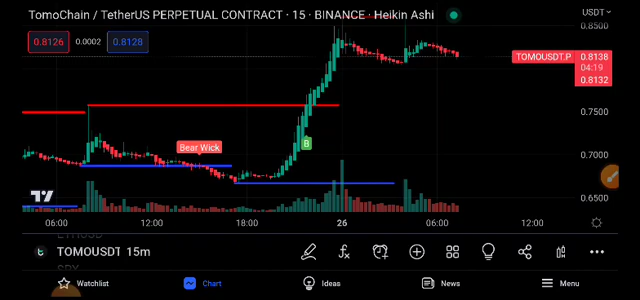 TomoChain / TetherUS PERPETUAL CONTRACT · 15 · BINANCE · Heikin Ashi
USDT
0.8126 0.0002 0.8128
0.8500
TOMOUSDT.P 0.8138
04:19
0.8132
0.7500
Bear Wick
B
0.7000
0.6500
06:00 12:00 18:00 26 06:00 12:00
TOMOUSDT 15m
SPX
Watchlist Chart Ideas News Menu